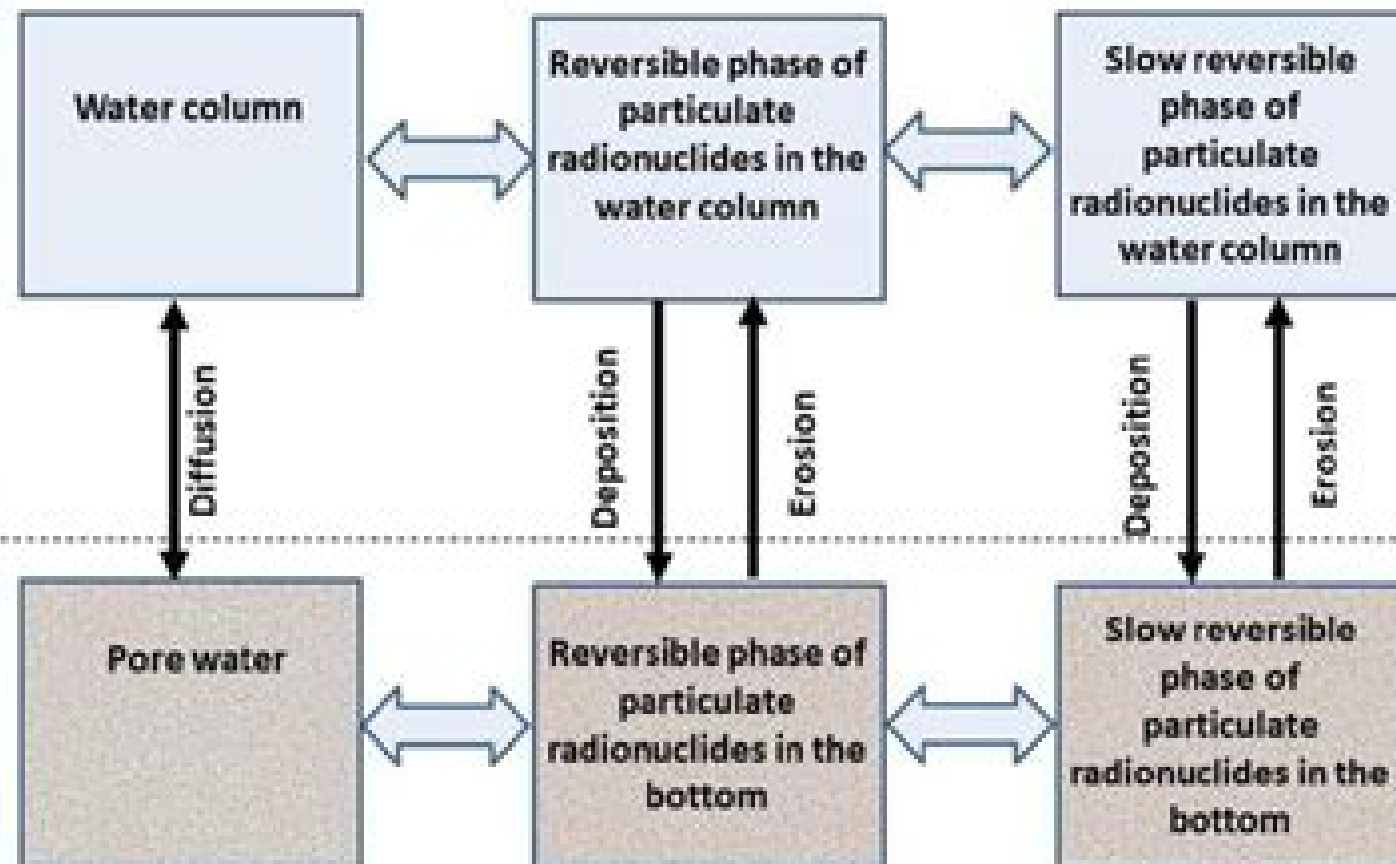 Water column
Reversible phase of
particulate
radionuclides in the
water column
Slow reversible
phase of
particulate
radionuclides in the
water column
Diffusion
Deposition
Erosion
Deposition
Erosion
Pore water
Reversible phase of
particulate
radionuclides in the
bottom
Slow reversible
phase of
particulate
radionuclides in the
bottom